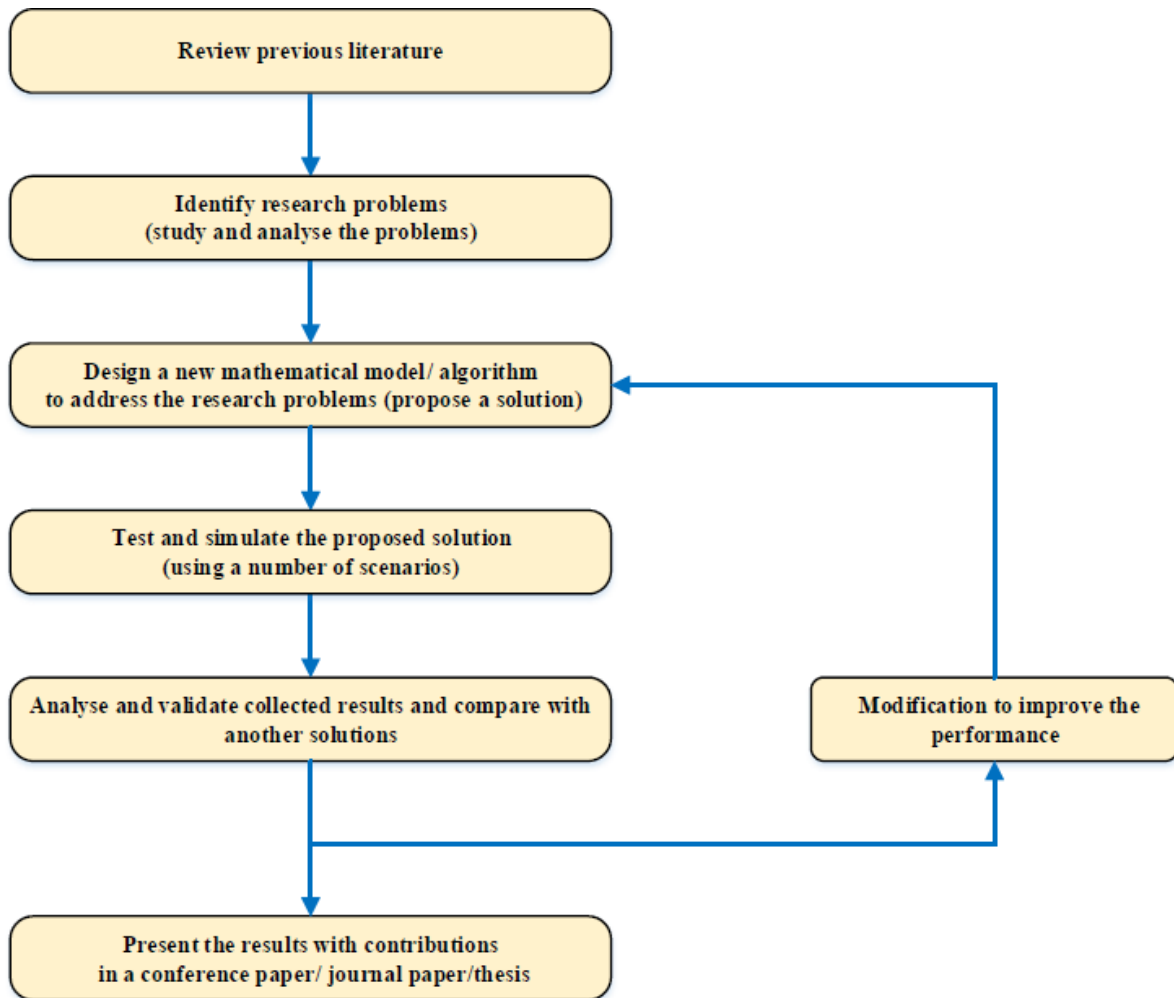 Review previous literature
Identify research problems
(study and analyse the problems)
Design a new mathematical model/ algorithm
to address the research problems (propose a solution)
Test and simulate the proposed solution
(using a number of scenarios)
Analyse and validate collected results and compare with
another solutions
Modification to improve the
performance
Present the results with contributions
in a conference paper/ journal paper/thesis